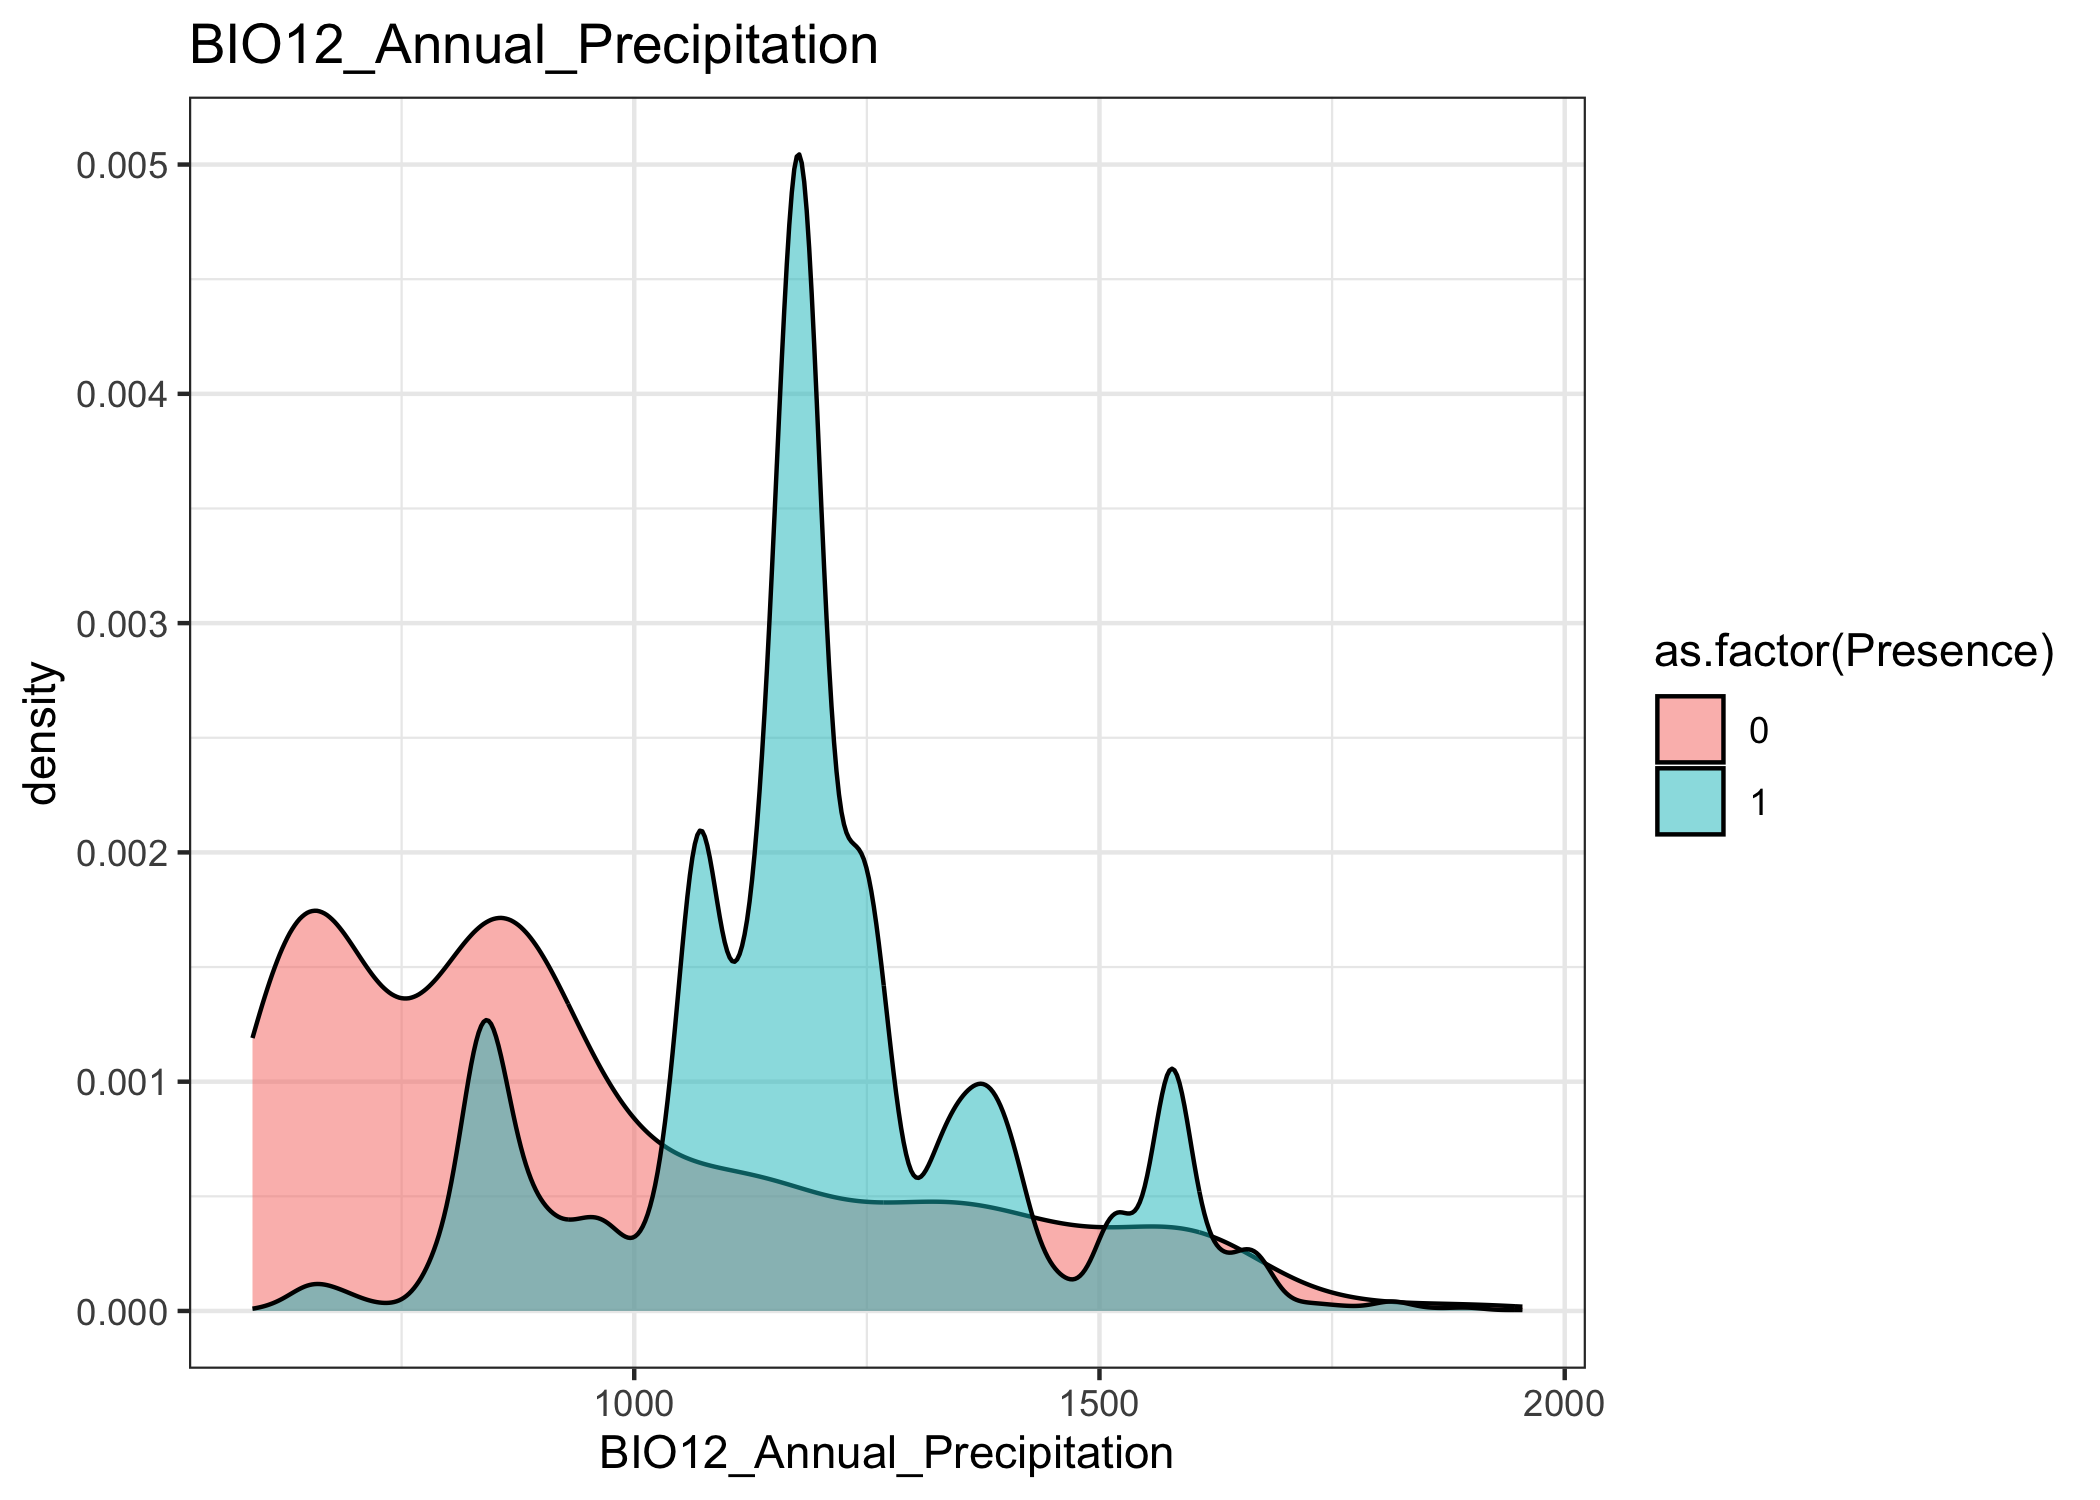 BIO12_Annual_Precipitation
0.005
0.004
0.003
0.002
0.001
0.000
density
1000 1500 2000
BIO12_Annual_Precipitation
as.factor(Presence)
0
1